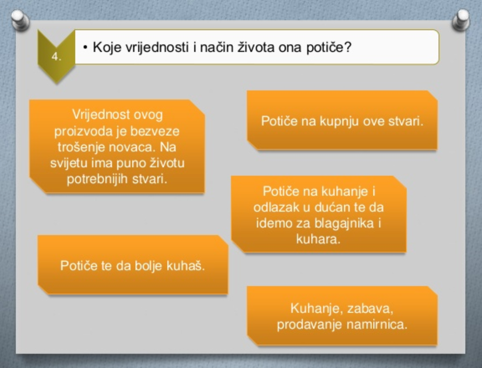 4.
• Koje vrijednosti i način života ona potiče?
Vrijednost ovog
proizvoda je bezveze
trošenje novaca. Na
svijetu ima puno životu
potrebnijih stvari.
Potiče na kupnju ove stvari.
Potiče na kuhanje i
odlazak u dućan te da
idemo za blagajnika i
kuhara.
Potiče te da bolje kuhaš.
Kuhanje, zabava,
prodavanje namirnica.